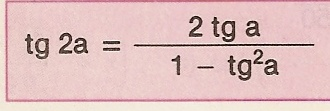 tg 2a = 2 tg a / 1 − tg²a